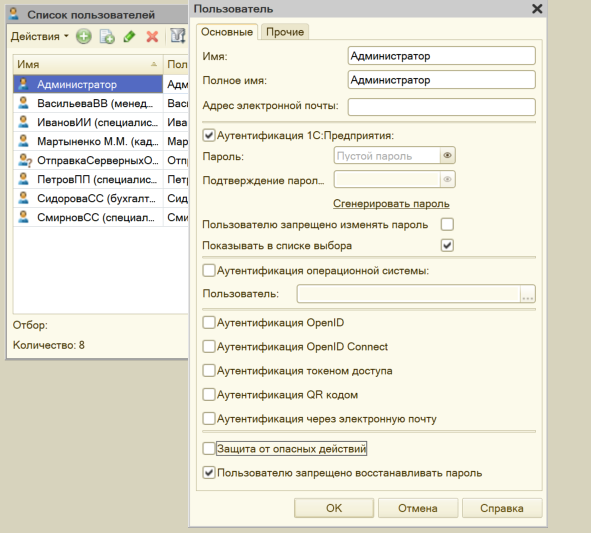 Список пользователей
Действия
Имя
Пол
Администратор
Адм
ВасильеваВВ (менед...
Васи
ИвановИИ (специалис...
Ива
Мартыненко М.М. (кад...
Мар
ОтправкаСерверныхО...
Отп
ПетровПП (специалис...
Пет
СидороваСС (бухгалт...
Сид
СмирновСС (специал...
Сми
Отбор:
Количество: 8
Пользователь
Основные
Прочие
Имя:
Администратор
Полное имя:
Администратор
Адрес электронной почты:
Аутентификация 1С:Предприятия:
Пароль:
Пустой пароль
Подтверждение парол...
Сгенерировать пароль
Пользователю запрещено изменять пароль
Показывать в списке выбора
Аутентификация операционной системы:
Пользователь:
...
Аутентификация OpenID
Аутентификация OpenID Connect
Аутентификация токеном доступа
Аутентификация QR кодом
Аутентификация через электронную почту
Защита от опасных действий
Пользователю запрещено восстанавливать пароль
OK
Отмена
Справка